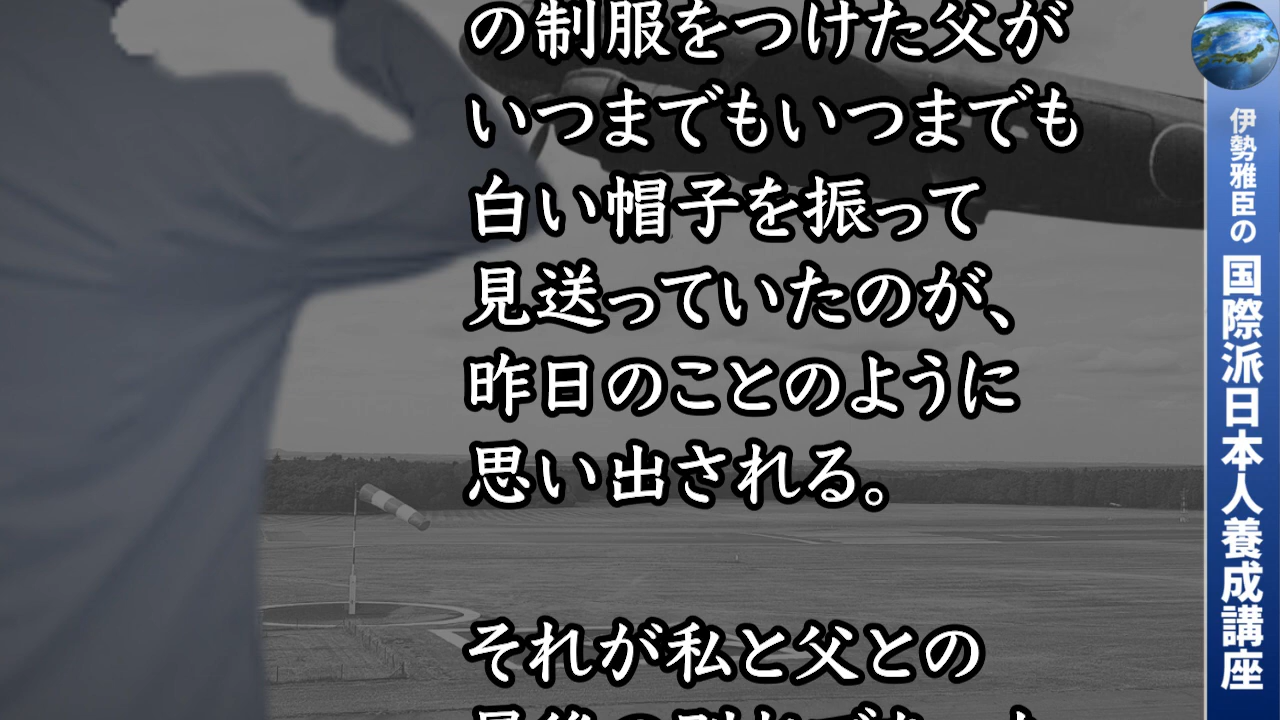 の制服をつけた父が
いつまでもいつまでも
白い帽子を振って
見送っていたのが、
昨日のことのように
思い出される。
それが私と父との
伊勢雅臣の 国際派日本人養成講座